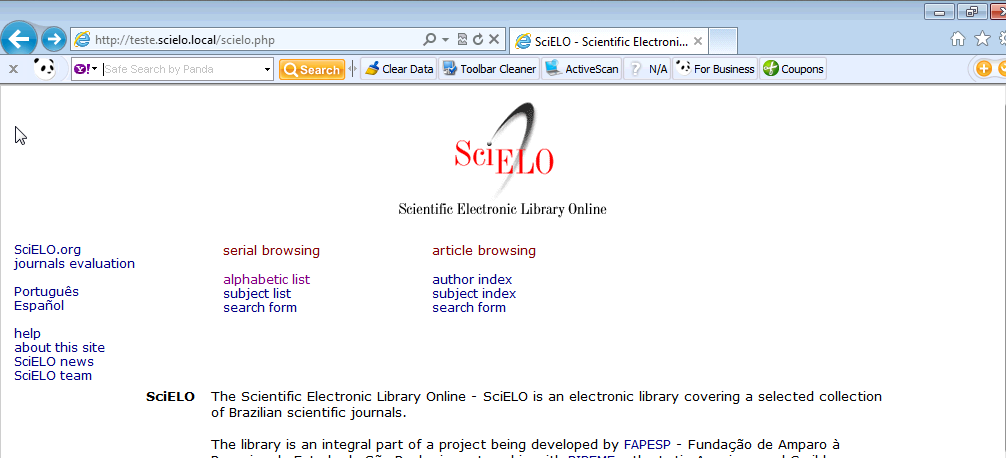 http://teste.scielo.local/scielo.php
SciELO - Scientific Electroni...
x
Y!
Safe Search by Panda
Search
Clear Data
Toolbar Cleaner
ActiveScan
? N/A
For Business
Coupons
SciELO
Scientific Electronic Library Online
SciELO.org
journals evaluation
Português
Español
help
about this site
SciELO news
SciELO team
serial browsing
alphabetic list
subject list
search form
article browsing
author index
subject index
search form
SciELO
The Scientific Electronic Library Online - SciELO is an electronic library covering a selected collection
of Brazilian scientific journals.
The library is an integral part of a project being developed by FAPESP - Fundação de Amparo à